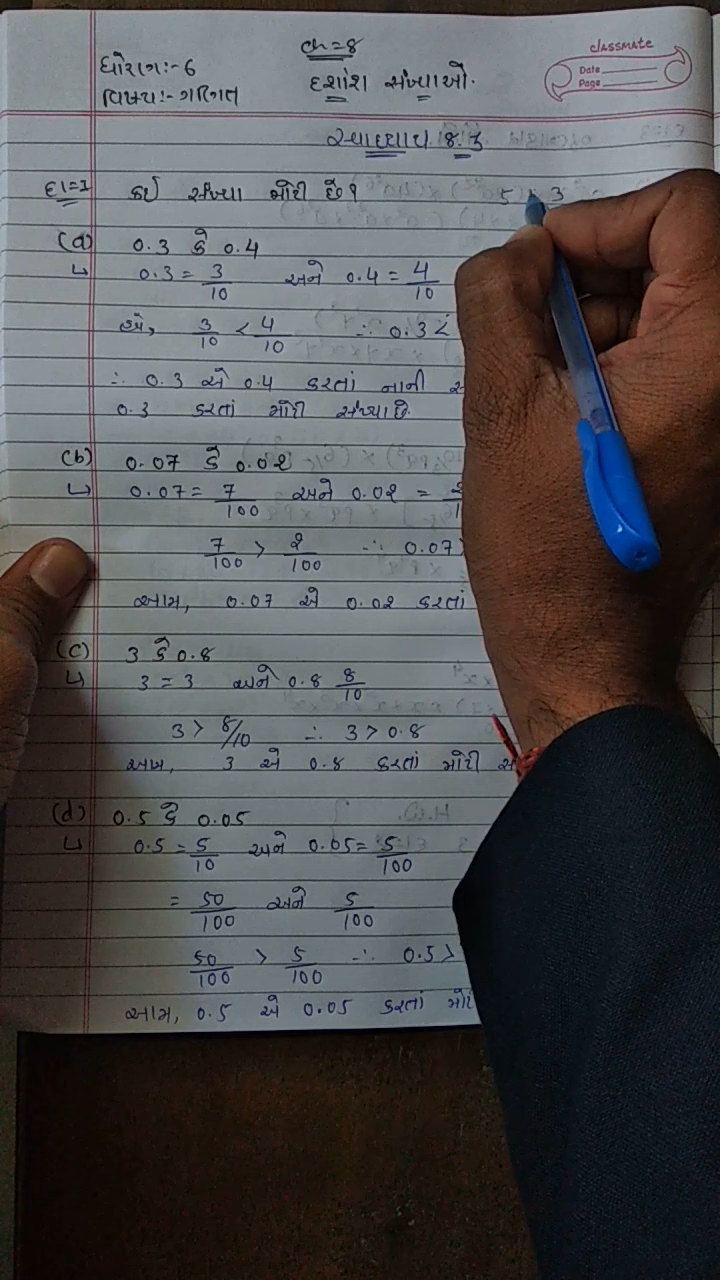 ch = 8
classmate
Date
Page
ધોરણ:- 6
દશાંશ સંખ્યાઓ.
વિષય:- ગણિત
સ્વાધ્યાય 8.3
દા=1 કઈ સંખ્યા મોટી છે? 5 3
(a) 0.3 કે 0.4
↳ 0.3 = 3/10 અને 0.4 = 4/10
3/10 < 4/10 ∴ 0.3 <
∴ 0.3 એ 0.4 કરતાં નાની
0.3 કરતાં મોટી સંખ્યા છે.
(b) 0.07 કે 0.02
↳ 0.07 = 7/100 અને 0.02 =
7/100 > 2/100 ∴ 0.07 >
આમ, 0.07 એ 0.02 કરતાં
(c) 3 કે 0.8
↳ 3 = 3 અને 0.8 8/10
3 > 8/10 ∴ 3 > 0.8
આમ, 3 એ 0.8 કરતાં મોટી
(d) 0.5 કે 0.05
↳ 0.5 = 5/10 અને 0.05 = 5/100
= 50/100 અને 5/100
50/100 > 5/100 ∴ 0.5 >
આમ, 0.5 એ 0.05 કરતાં